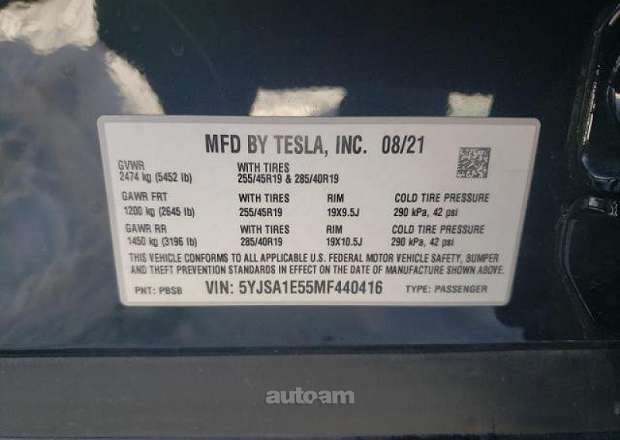 MFD BY TESLA, INC. 08/21
GVWR
2474 kg (5452 lb)
WITH TIRES
255/45R19 & 285/40R19
GAWR FRT
1200 kg (2645 lb)
WITH TIRES
255/45R19
RIM
19X9.5J
COLD TIRE PRESSURE
290 kPa, 42 psi
GAWR RR
1450 kg (3196 lb)
WITH TIRES
285/40R19
RIM
19X10.5J
COLD TIRE PRESSURE
290 kPa, 42 psi
THIS VEHICLE CONFORMS TO ALL APPLICABLE U.S. FEDERAL MOTOR VEHICLE SAFETY, BUMPER
AND THEFT PREVENTION STANDARDS IN EFFECT ON THE DATE OF MANUFACTURE SHOWN ABOVE.
PNT: PBSB VIN: 5YJSA1E55MF440416 TYPE: PASSENGER
autoam